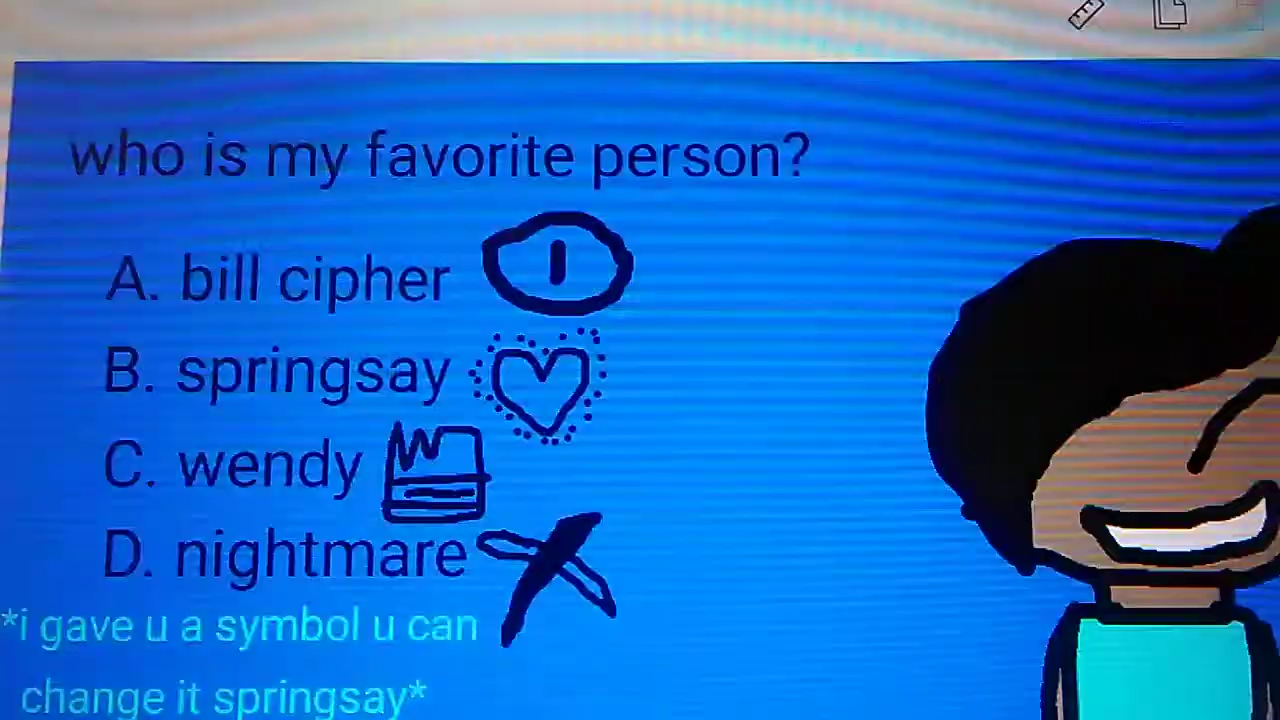 who is my favorite person?
A. bill cipher
B. springsay
C. wendy
D. nightmare
*i gave u a symbol u can
change it springsay*